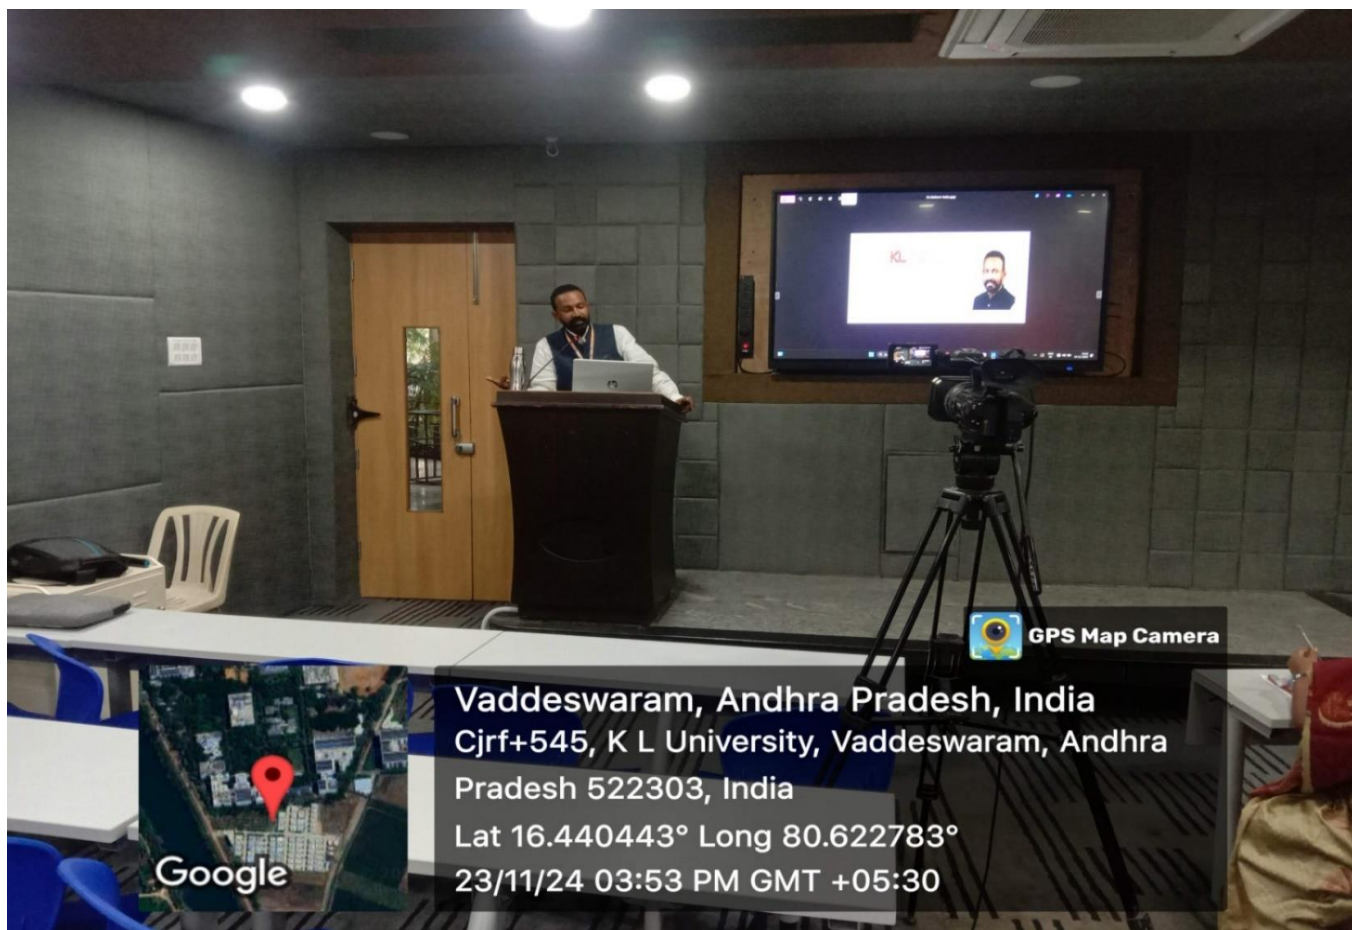 KL
hp
GPS Map Camera
Vaddeswaram, Andhra Pradesh, India
Cjrf+545, K L University, Vaddeswaram, Andhra
Pradesh 522303, India
Lat 16.440443° Long 80.622783°
23/11/24 03:53 PM GMT +05:30
Google